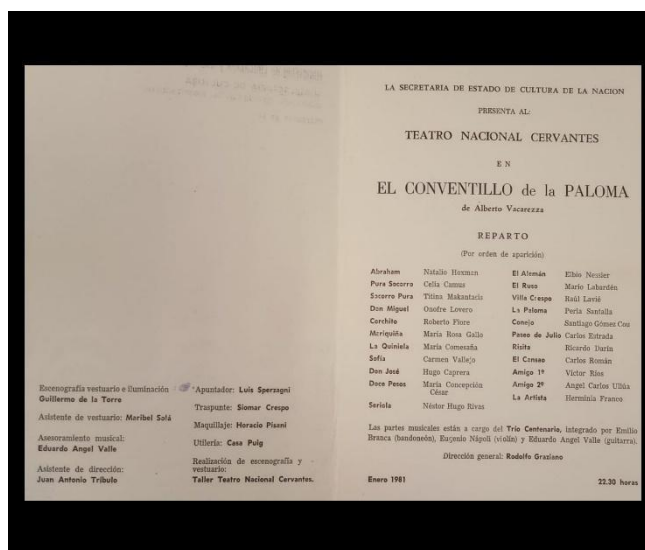 Escenografía vestuario e iluminación
Guillermo de la Torre
Asistente de vestuario: Maribel Solá
Asesoramiento musical:
Eduardo Angel Valle
Asistente de dirección:
Juan Antonio Tríbulo
Apuntador: Luis Sperzagni
Traspunte: Siomar Crespo
Maquillaje: Horacio Pisani
Utilería: Casa Puig
Realización de escenografía y
vestuario:
Taller Teatro Nacional Cervantes.
LA SECRETARIA DE ESTADO DE CULTURA DE LA NACION
PRESENTA AL:
TEATRO NACIONAL CERVANTES
EN
EL CONVENTILLO de la PALOMA
de Alberto Vacarezza
REPARTO
(Por orden de aparición)
Abraham Natalio Hoxman
Pura Socorro Celia Camus
Socorro Pura Titina Makantacis
Don Miguel Onofre Lovero
Corchito Roberto Fiore
Mariquiña María Rosa Gallo
La Quiniela María Comesaña
Sofía Carmen Vallejo
Don José Hugo Caprera
Doce Pesos María Concepción
César
Seriola Néstor Hugo Rivas
El Alemán Elbio Nessier
El Ruso Mario Labardén
Villa Crespo Raúl Lavié
La Paloma Perla Santalla
Conejo Santiago Gómez Cou
Paseo de Julio Carlos Estrada
Risita Ricardo Darín
El Cansao Carlos Román
Amigo 1º Víctor Ríos
Amigo 2º Angel Carlos Ullúa
La Artista Herminia Franco
Las partes musicales están a cargo del Trío Centenario, integrado por Emilio
Branca (bandoneón), Eugenio Nápoli (violín) y Eduardo Angel Valle (guitarra).
Dirección general: Rodolfo Graziano
Enero 1981
22.30 horas